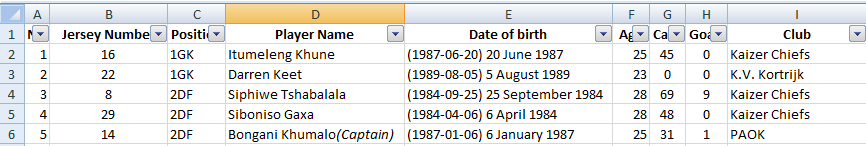 A B C D E F G H I
1 N Jersey Numbe Positic Player Name Date of birth Ag Ca Goa Club
2 1 16 1GK Itumeleng Khune (1987-06-20) 20 June 1987 25 45 0 Kaizer Chiefs
3 2 22 1GK Darren Keet (1989-08-05) 5 August 1989 23 0 0 K.V. Kortrijk
4 3 8 2DF Siphiwe Tshabalala (1984-09-25) 25 September 1984 28 69 9 Kaizer Chiefs
5 4 29 2DF Siboniso Gaxa (1984-04-06) 6 April 1984 28 48 0 Kaizer Chiefs
6 5 14 2DF Bongani Khumalo(Captain) (1987-01-06) 6 January 1987 25 31 1 PAOK